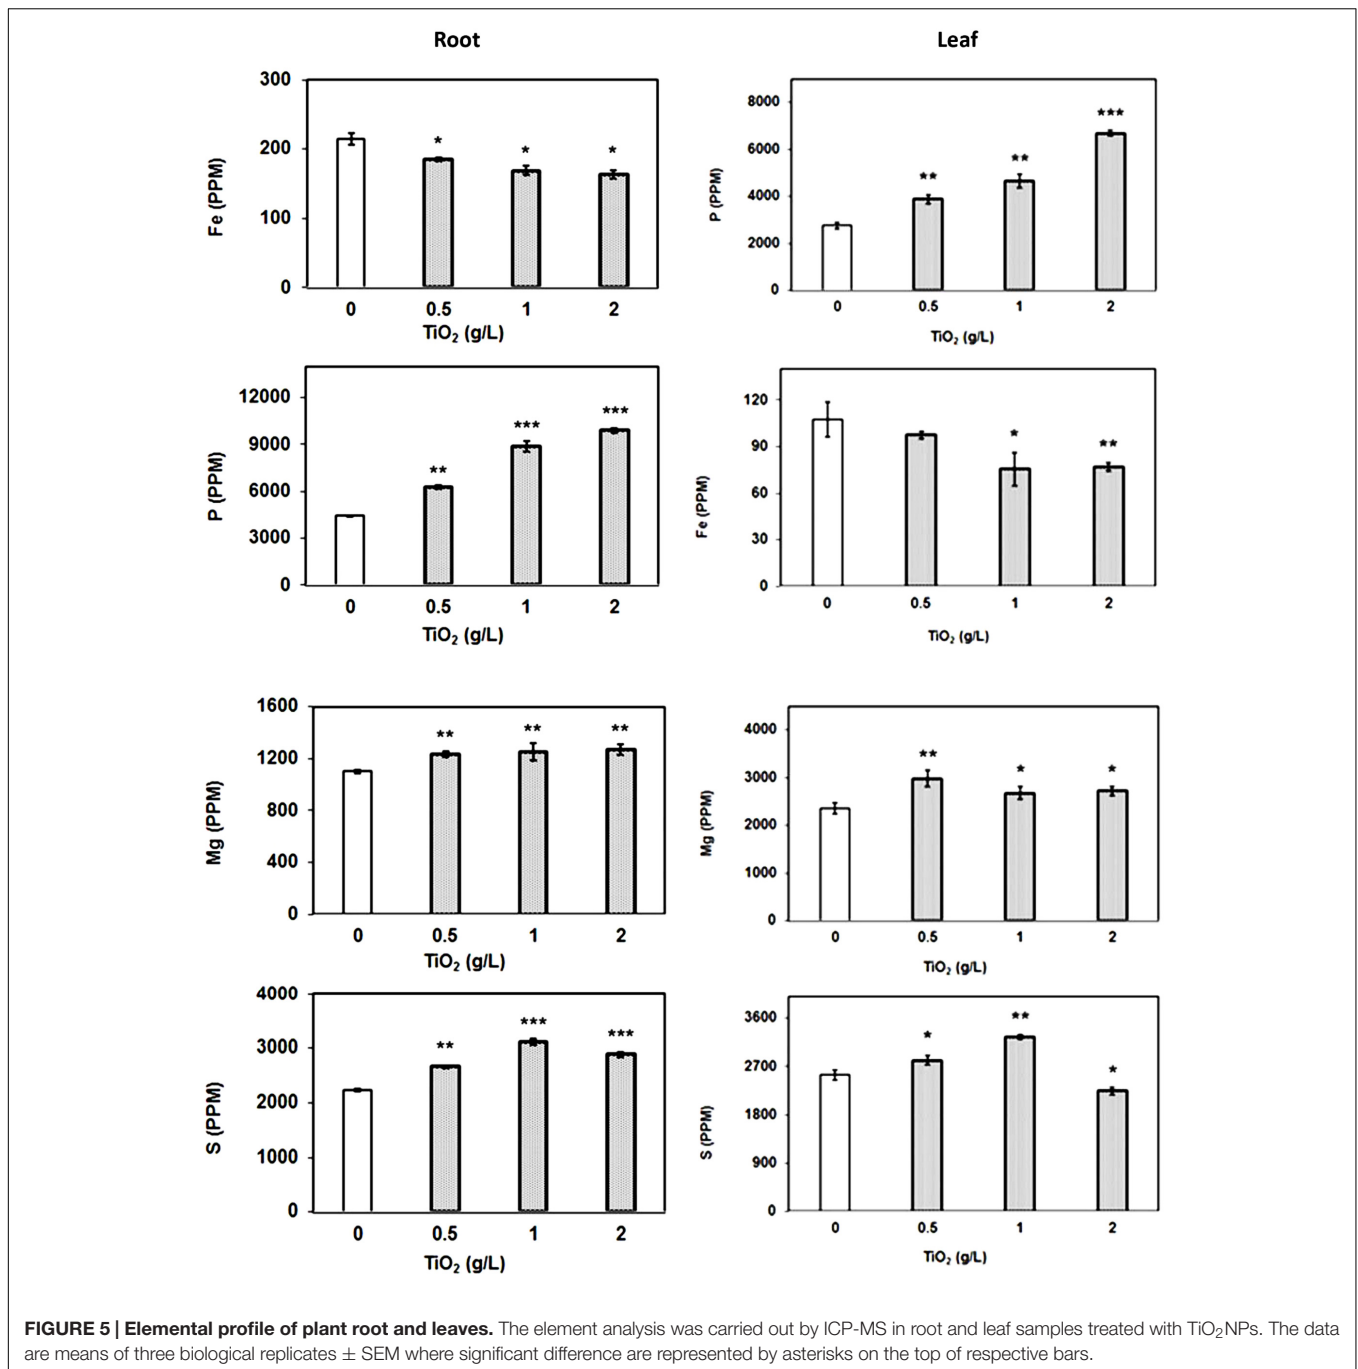 Root
Leaf
300
200
100
0
Fe (PPM)
*
*
*
0 0.5 1 2
TiO2 (g/L)
8000
6000
4000
2000
0
P (PPM)
**
**
***
0 0.5 1 2
TiO2 (g/L)
12000
9000
6000
3000
0
P (PPM)
**
***
***
0 0.5 1 2
TiO2 (g/L)
120
90
60
30
0
Fe (PPM)
*
**
0 0.5 1 2
TiO2 (g/L)
1600
1200
800
400
0
Mg (PPM)
**
**
**
0 0.5 1 2
TiO2 (g/L)
4000
3000
2000
1000
0
Mg (PPM)
**
*
*
0 0.5 1 2
TiO2 (g/L)
4000
3000
2000
1000
0
S (PPM)
**
***
***
0 0.5 1 2
TiO2 (g/L)
3600
2700
1800
900
0
S (PPM)
*
**
*
0 0.5 1 2
TiO2 (g/L)
FIGURE 5 | Elemental profile of plant root and leaves. The element analysis was carried out by ICP-MS in root and leaf samples treated with TiO2NPs. The data
are means of three biological replicates ± SEM where significant difference are represented by asterisks on the top of respective bars.